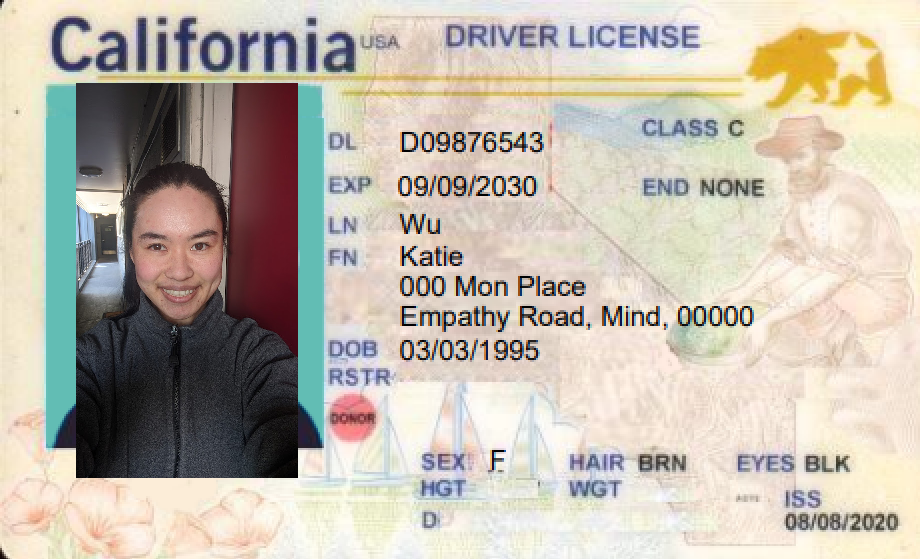 California USA DRIVER LICENSE
DL D09876543 CLASS C
EXP 09/09/2030 END NONE
LN Wu
FN Katie
000 Mon Place
Empathy Road, Mind, 00000
DOB 03/03/1995
RSTR
DONOR
SEX F HAIR BRN EYES BLK
HGT WGT
ISS
D 08/08/2020